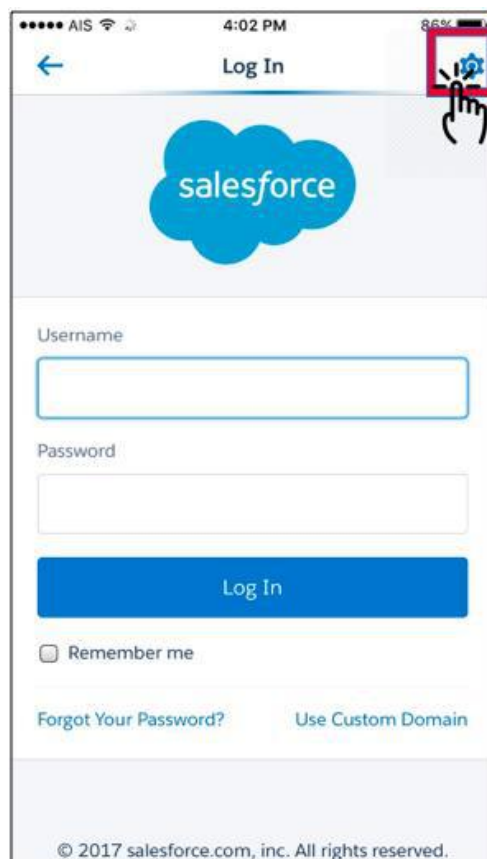 AIS 4:02 PM 86%
Log In
salesforce
Username
Password
Log In
Remember me
Forgot Your Password? Use Custom Domain
© 2017 salesforce.com, inc. All rights reserved.